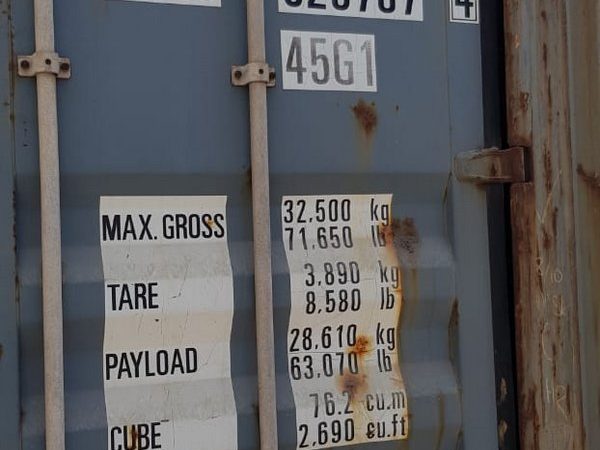 4
45G1
MAX. GROSS 32.500 kg
71.650 lb
TARE 3.890 kg
8.580 lb
PAYLOAD 28.610 kg
63.070 lb
CUBE 76.2 cu.m
2.690 cu.ft